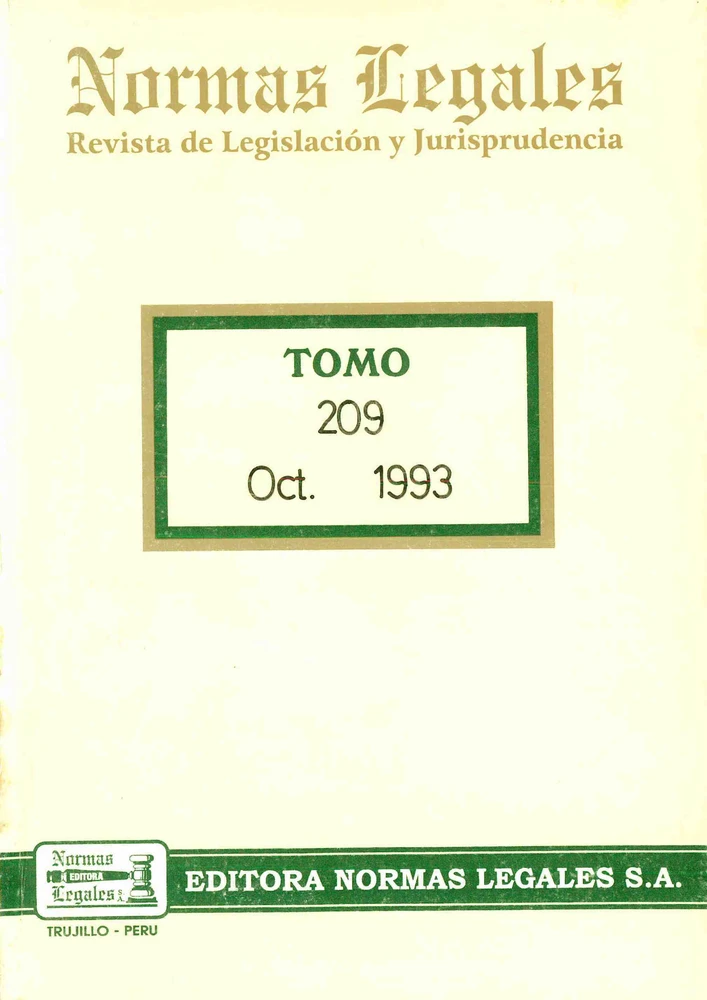 Normas Legales
Revista de Legislación y Jurisprudencia
TOMO
209
Oct. 1993
Normas
EDITORA
Legales S.A.
EDITORA NORMAS LEGALES S.A.
TRUJILLO - PERU